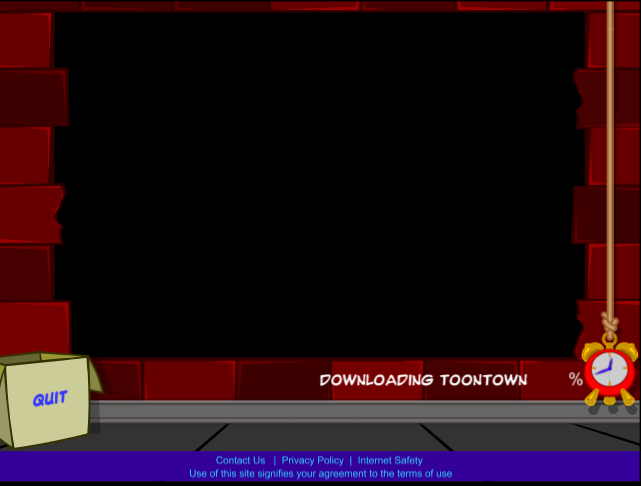 DOWNLOADING TOONTOWN %
QUIT
Contact Us | Privacy Policy | Internet Safety
Use of this site signifies your agreement to the terms of use